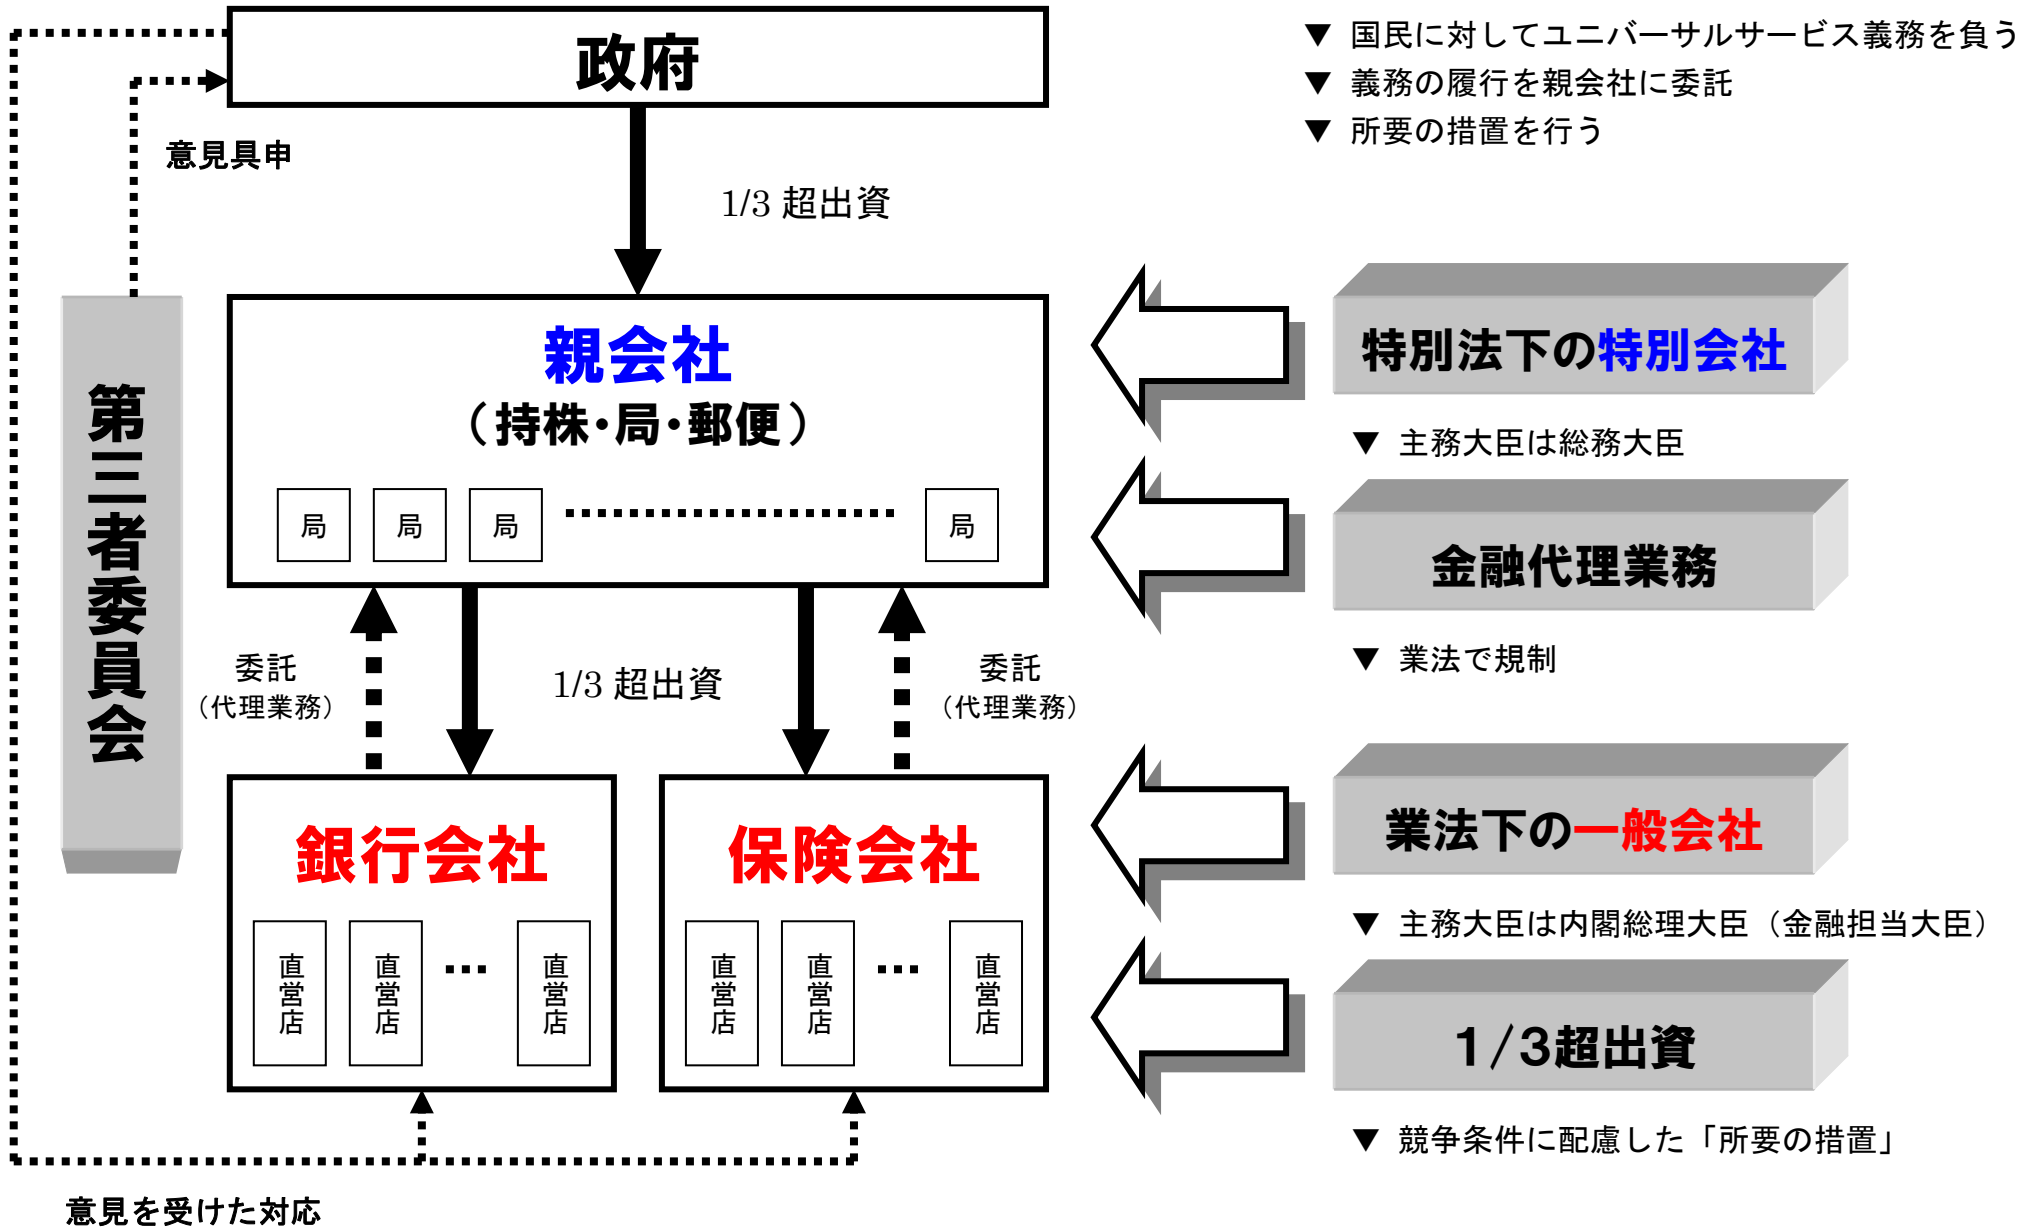 政府
▼ 国民に対してユニバーサルサービス義務を負う
▼ 義務の履行を親会社に委託
▼ 所要の措置を行う
意見具申
1/3 超出資
第三者委員会
親会社
（持株・局・郵便）
局 局 局 局
特別法下の特別会社
▼ 主務大臣は総務大臣
金融代理業務
▼ 業法で規制
委託
（代理業務）
1/3 超出資
委託
（代理業務）
銀行会社
直営店 直営店 直営店
保険会社
直営店 直営店 直営店
業法下の一般会社
▼ 主務大臣は内閣総理大臣（金融担当大臣）
1/3超出資
▼ 競争条件に配慮した「所要の措置」
意見を受けた対応